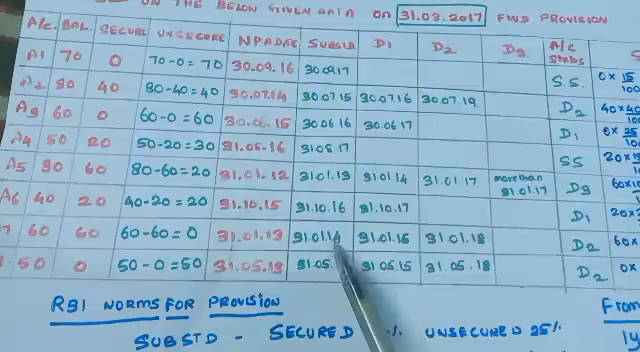 ON THE BELOW GIVEN DATA ON 31.03.2017 FIND PROVISION
A/c. BAL. SECURE UNSECURE NPADATE SUBSTD D1 D2 D3 A/C Status
A1 70 0 70-0=70 30.09.16 30.09.17 S.S. 0×15/100
A2 80 40 80-40=40 30.07.14 30.07.15 30.07.16 30.07.19 D2 40×40/100
A3 60 0 60-0=60 30.06.15 30.06.16 30.06.17 D1 0×25/100
A4 50 20 50-20=30 31.05.16 31.05.17 SS 20×15
A5 80 60 80-60=20 31.01.12 31.01.13 31.01.14 31.01.17 more than 31.01.17 D3 60×10
A6 40 20 40-20=20 31.10.15 31.10.16 31.10.17 D1 20×
7 60 60 60-60=0 31.01.13 31.01.14 31.01.15 31.01.18 D2 60×
50 0 50-0=50 31.05.13 31.05. 31.05.15 31.05.18 D2 0×
RBI NORMS FOR PROVISION From
SUBSTD - SECURED % UNSECURED 25%